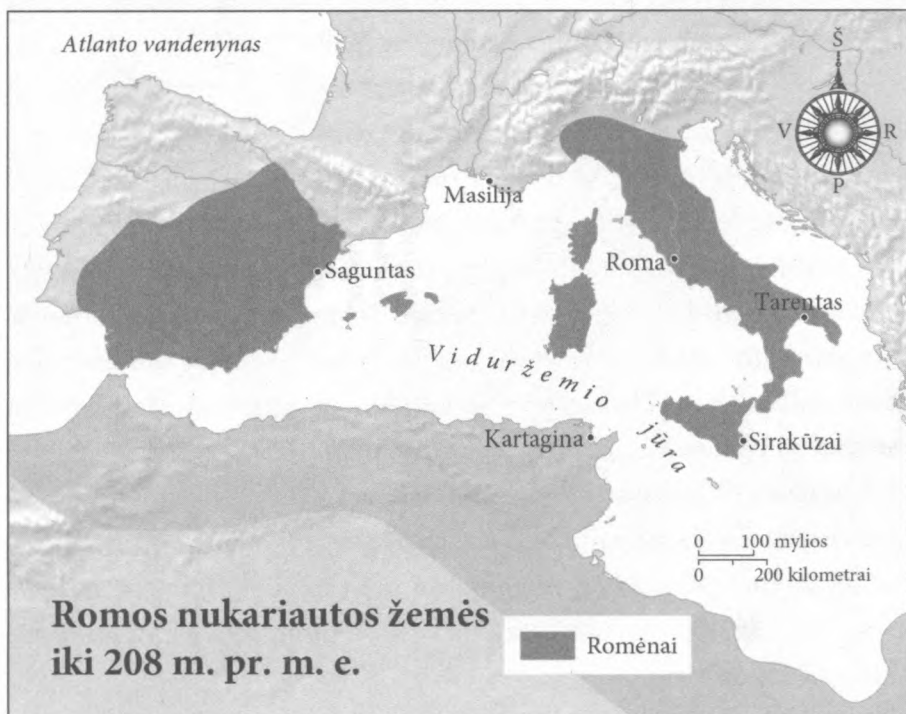 Atlanto vandenynas
Š
V R
P
Masilija
Roma
Saguntas
Tarentas
Viduržemio jūra
Kartagina
Sirakūzai
0 100 mylios
0 200 kilometrai
Romos nukariautos žemės
iki 208 m. pr. m. e.
Romėnai